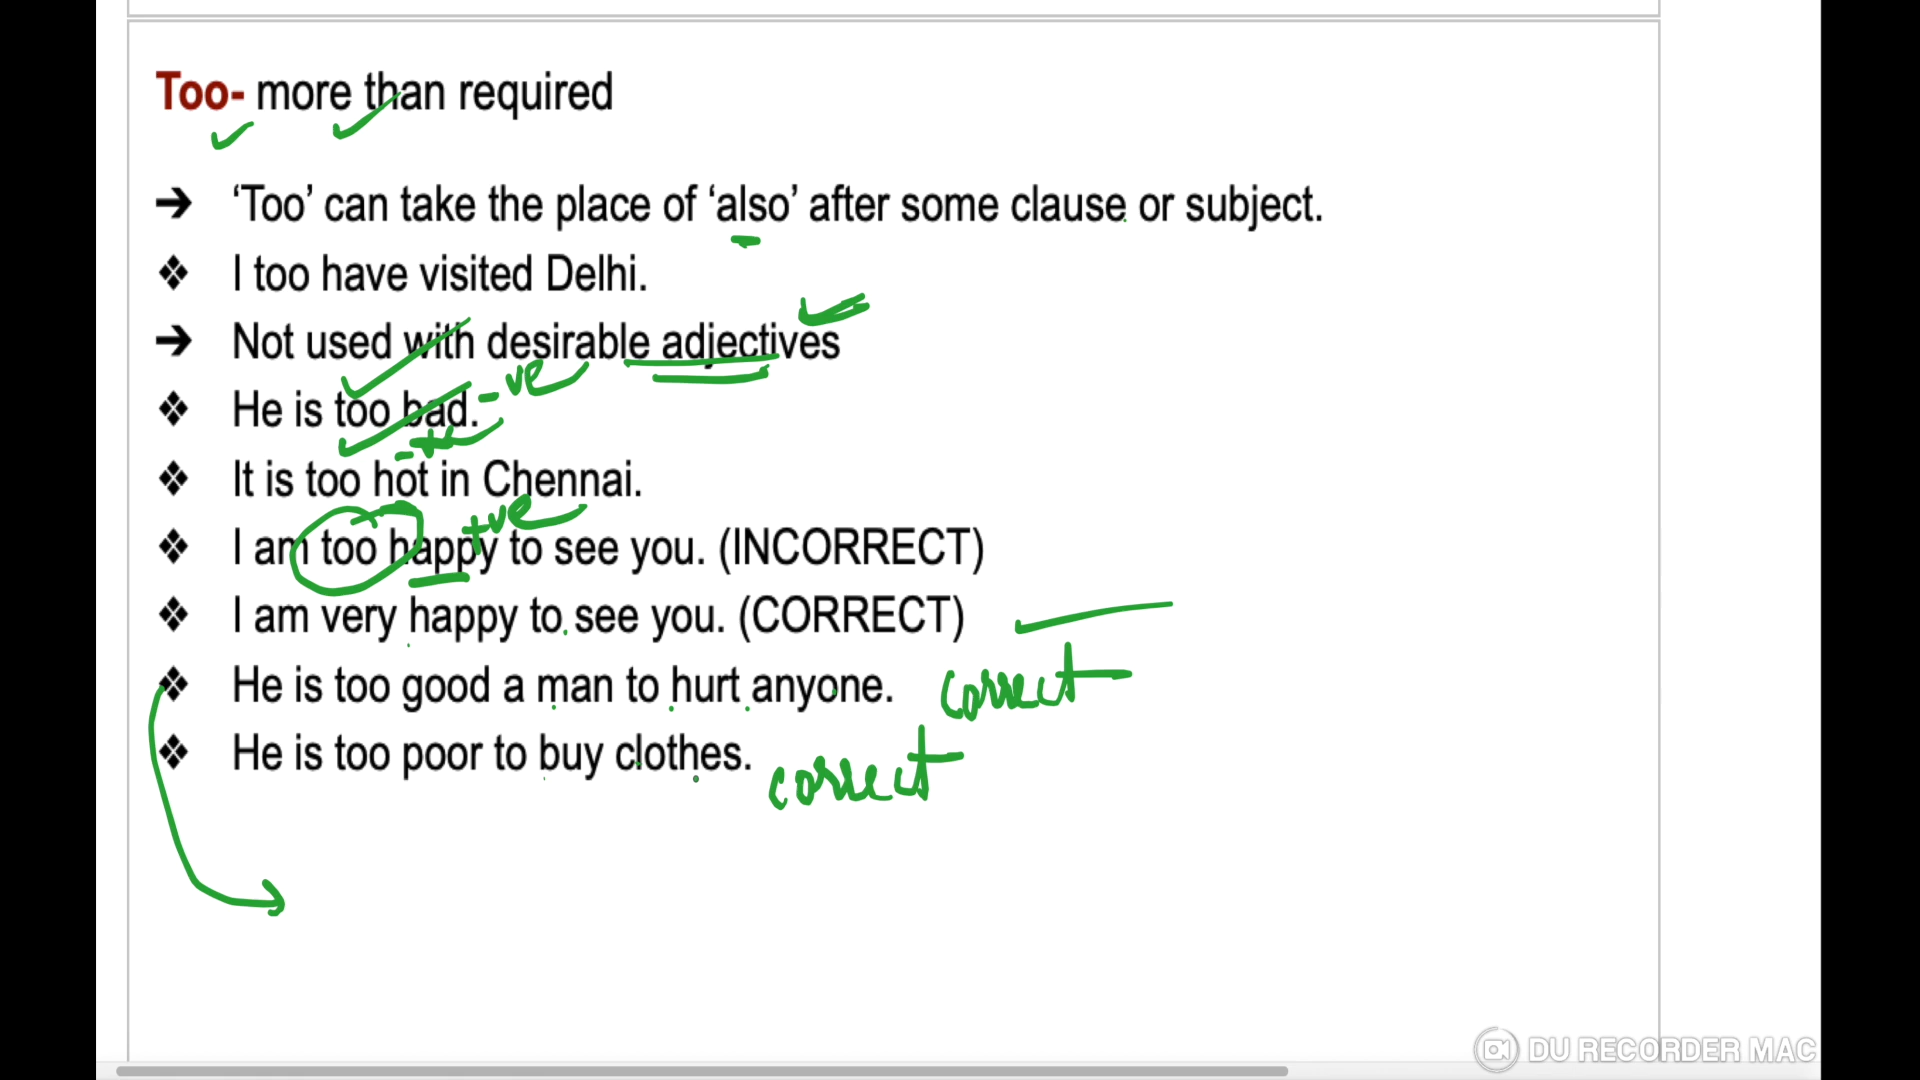 Too- more than required
➔ ‘Too’ can take the place of ‘also’ after some clause or subject.
❖ I too have visited Delhi.
➔ Not used with desirable adjectives
❖ He is too bad. -ve
-ve
❖ It is too hot in Chennai.
+ve
❖ I am too happy to see you. (INCORRECT)
❖ I am very happy to see you. (CORRECT)
❖ He is too good a man to hurt anyone. correct
❖ He is too poor to buy clothes. correct
DU RECORDER MAC